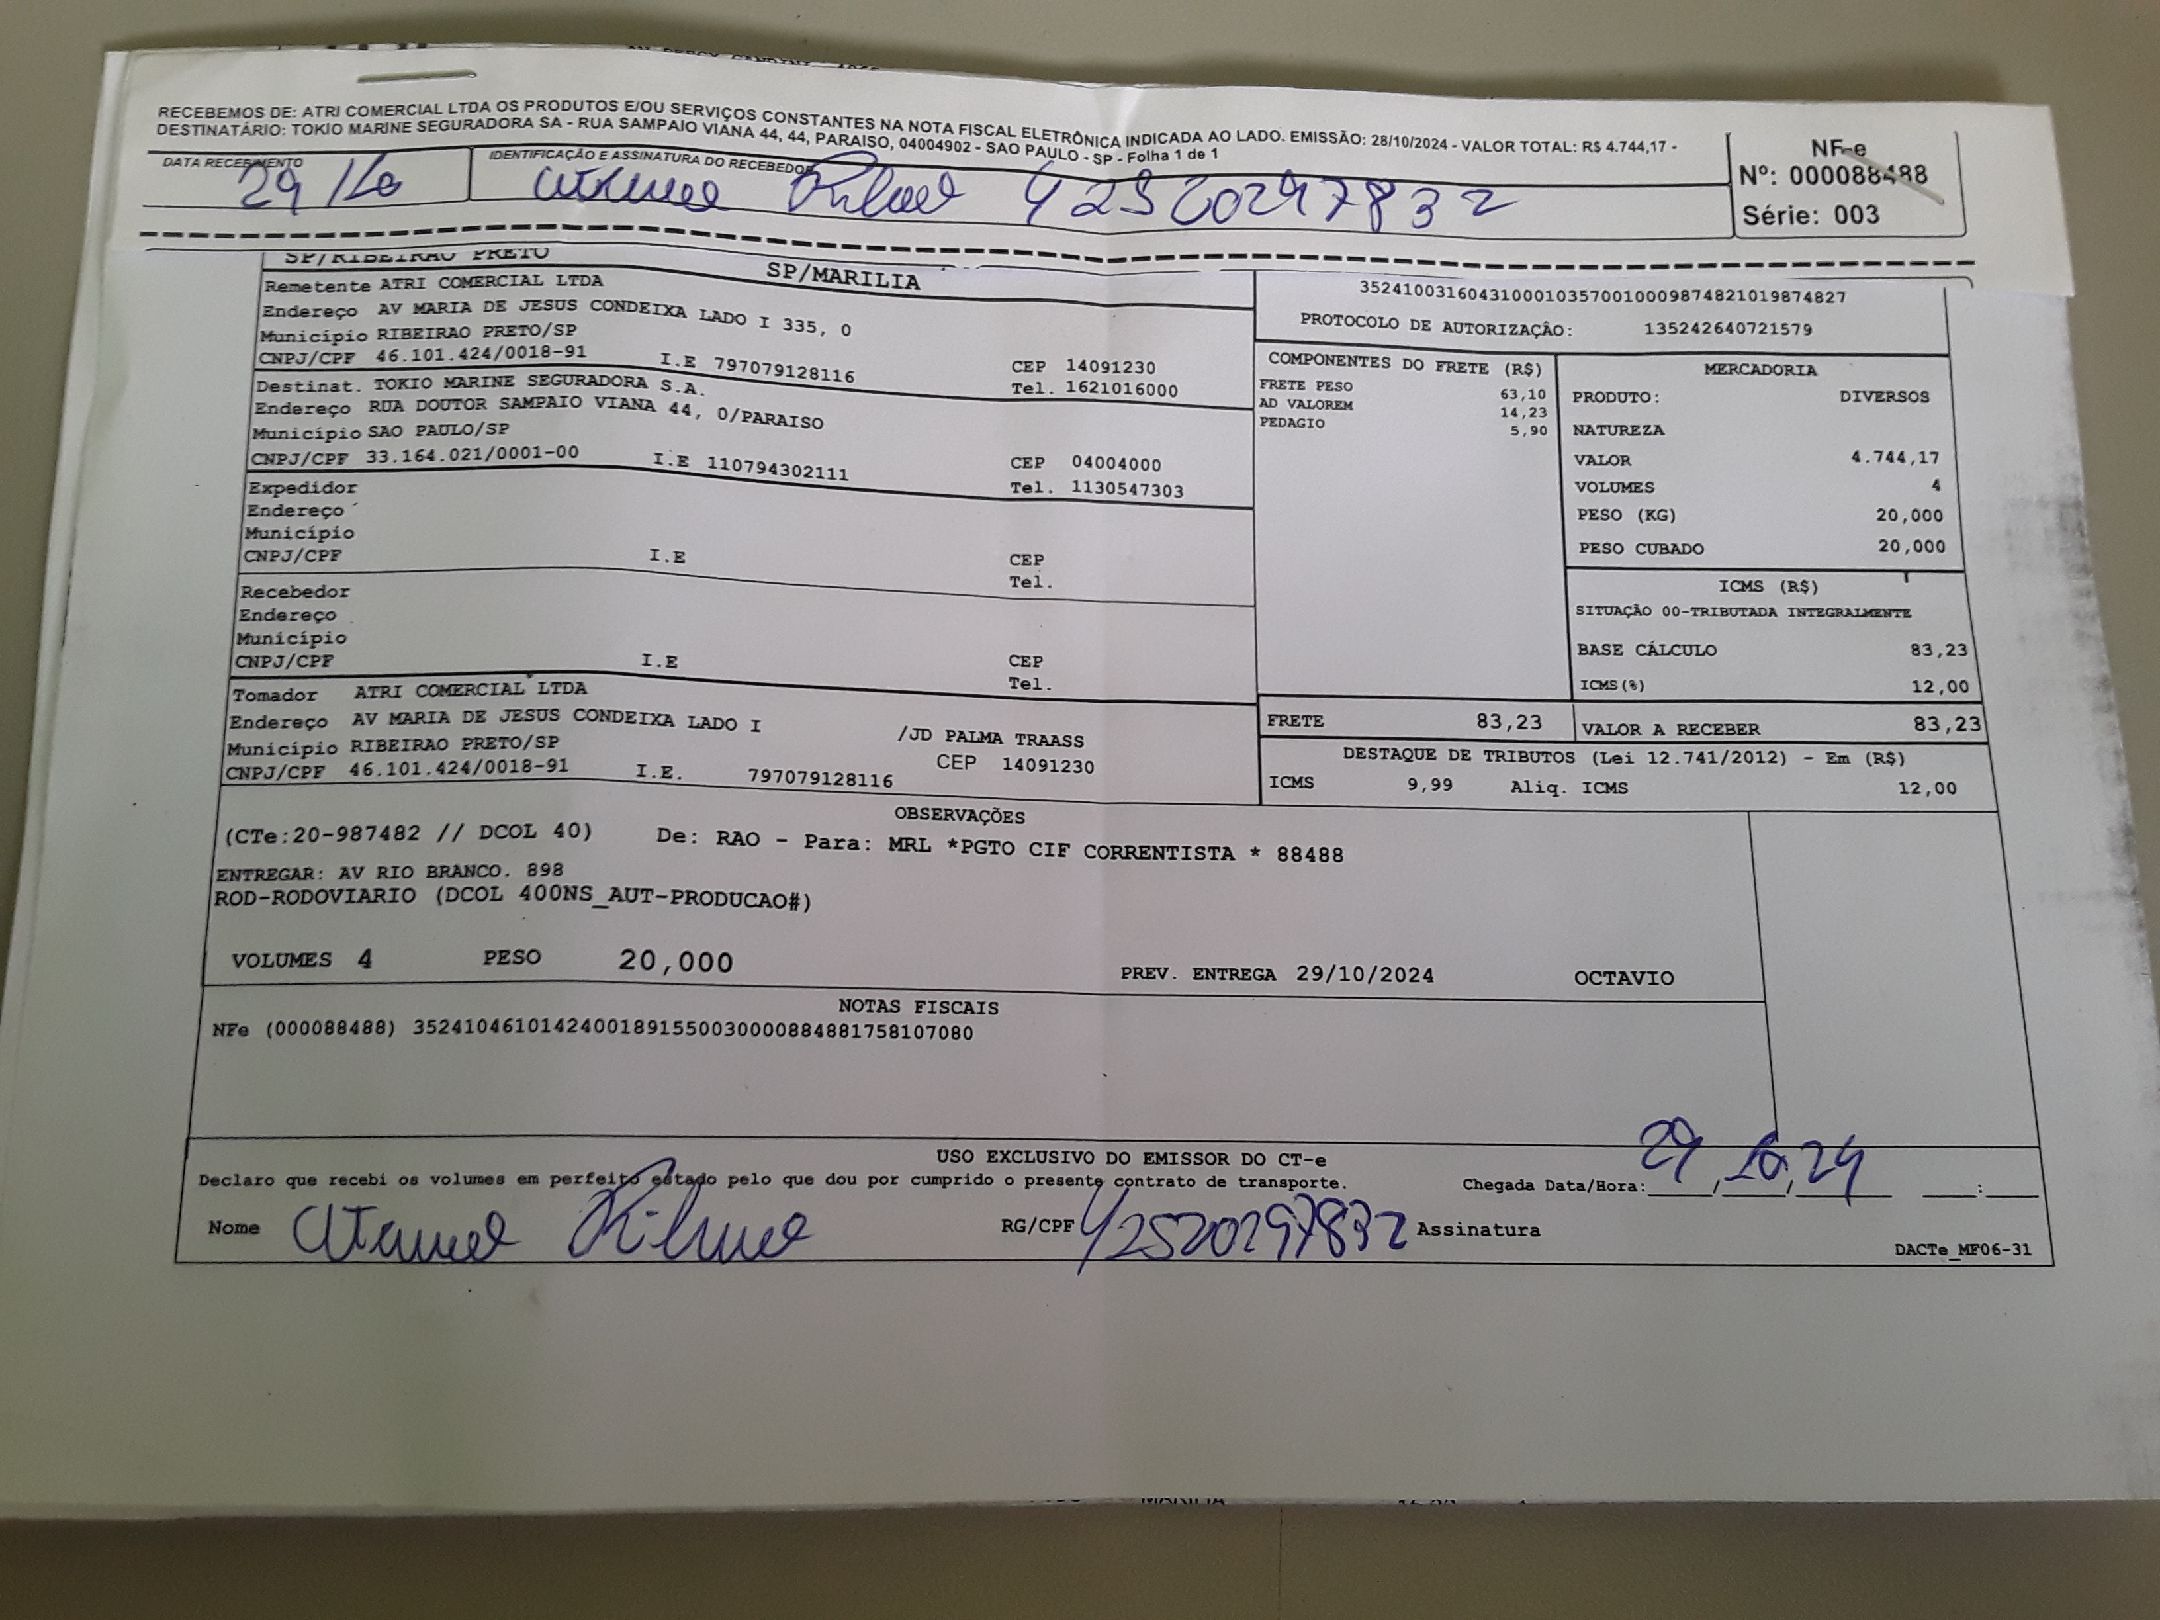 RECEBEMOS DE: ATRI COMERCIAL LTDA OS PRODUTOS E/OU SERVIÇOS CONSTANTES NA NOTA FISCAL ELETRÔNICA INDICADA AO LADO. EMISSÃO: 28/10/2024 - VALOR TOTAL: R$ 4.744,17 -
DESTINATÁRIO: TOKIO MARINE SEGURADORA SA - RUA SAMPAIO VIANA 44, 44, PARAISO, 04004902 - SAO PAULO - SP - Folha 1 de 1
NF-e
Nº: 000088488
Série: 003
DATA RECEBIMENTO
29/10
IDENTIFICAÇÃO E ASSINATURA DO RECEBEDOR
42520297832
SP/RIBEIRAO PRETO
SP/MARILIA
Remetente ATRI COMERCIAL LTDA
Endereço AV MARIA DE JESUS CONDEIXA LADO I 335, 0
Município RIBEIRAO PRETO/SP
CNPJ/CPF 46.101.424/0018-91 I.E 797079128116 CEP 14091230
Tel. 1621016000
Destinat. TOKIO MARINE SEGURADORA S.A.
Endereço RUA DOUTOR SAMPAIO VIANA 44, 0/PARAISO
Município SAO PAULO/SP
CNPJ/CPF 33.164.021/0001-00 I.E 110794302111 CEP 04004000
Tel. 1130547303
Expedidor
Endereço
Município
CNPJ/CPF I.E CEP
Tel.
Recebedor
Endereço
Município
CNPJ/CPF I.E CEP
Tel.
Tomador ATRI COMERCIAL LTDA
Endereço AV MARIA DE JESUS CONDEIXA LADO I /JD PALMA TRAASS
Município RIBEIRAO PRETO/SP CEP 14091230
CNPJ/CPF 46.101.424/0018-91 I.E. 797079128116
35241003160431000103570010009874821019874827
PROTOCOLO DE AUTORIZAÇÂO: 135242640721579
COMPONENTES DO FRETE (R$)
FRETE PESO 63,10
AD VALOREM 14,23
PEDAGIO 5,90
MERCADORIA
PRODUTO: DIVERSOS
NATUREZA
VALOR 4.744,17
VOLUMES 4
PESO (KG) 20,000
PESO CUBADO 20,000
ICMS (R$)
SITUAÇÃO 00-TRIBUTADA INTEGRALMENTE
BASE CÁLCULO 83,23
ICMS(%) 12,00
FRETE 83,23
VALOR A RECEBER 83,23
DESTAQUE DE TRIBUTOS (Lei 12.741/2012) - Em (R$)
ICMS 9,99 Aliq. ICMS 12,00
OBSERVAÇÕES
(CTe:20-987482 // DCOL 40) De: RAO - Para: MRL *PGTO CIF CORRENTISTA * 88488
ENTREGAR: AV RIO BRANCO. 898
ROD-RODOVIARIO (DCOL 400NS_AUT-PRODUCAO#)
VOLUMES 4 PESO 20,000 PREV. ENTREGA 29/10/2024 OCTAVIO
NOTAS FISCAIS
NFe (000088488) 35241046101424001891550030000884881758107080
USO EXCLUSIVO DO EMISSOR DO CT-e
Declaro que recebi os volumes em perfeito estado pelo que dou por cumprido o presente contrato de transporte. Chegada Data/Hora: 29/10/24 :
Nome RG/CPF 42520297832 Assinatura
DACTe_MF06-31